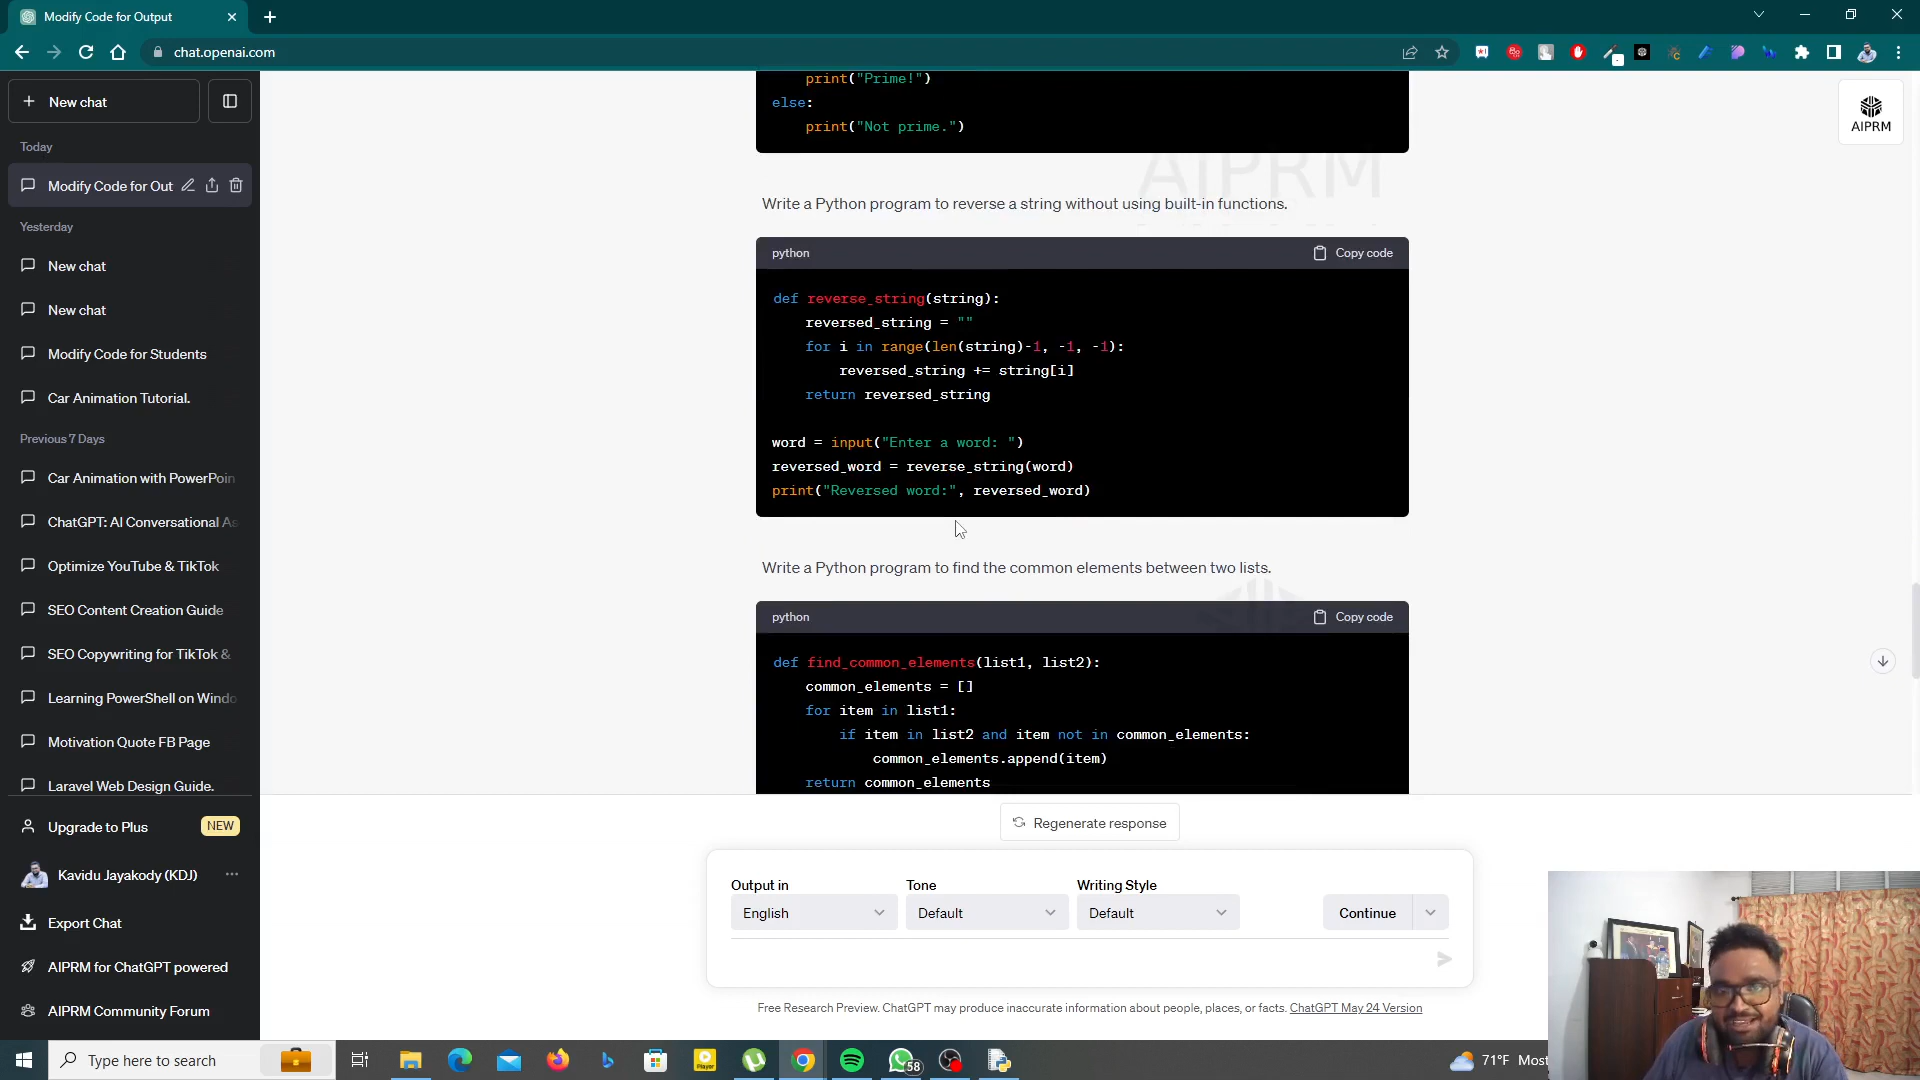 Modify Code for Output
chat.openai.com
New chat
Today
Modify Code for Out
Yesterday
New chat
New chat
Modify Code for Students
Car Animation Tutorial.
Previous 7 Days
Car Animation with PowerPoin
ChatGPT: AI Conversational As
Optimize YouTube & TikTok
SEO Content Creation Guide
SEO Copywriting for TikTok &
Learning PowerShell on Windo
Motivation Quote FB Page
Laravel Web Design Guide.
Upgrade to Plus
NEW
Kavidu Jayakody (KDJ)
Export Chat
AIPRM for ChatGPT powered
AIPRM Community Forum
print("Prime!")
else:
print("Not prime.")
AIPRM
AIPRM
Write a Python program to reverse a string without using built-in functions.
python
Copy code
def reverse_string(string):
reversed_string = ""
for i in range(len(string)-1, -1, -1):
reversed_string += string[i]
return reversed_string
word = input("Enter a word: ")
reversed_word = reverse_string(word)
print("Reversed word:", reversed_word)
Write a Python program to find the common elements between two lists.
python
Copy code
def find_common_elements(list1, list2):
common_elements = []
for item in list1:
if item in list2 and item not in common_elements:
common_elements.append(item)
return common_elements
Regenerate response
Output in
Tone
Writing Style
English
Default
Default
Continue
Free Research Preview. ChatGPT may produce inaccurate information about people, places, or facts. ChatGPT May 24 Version
Type here to search
Player
58
71°F Most